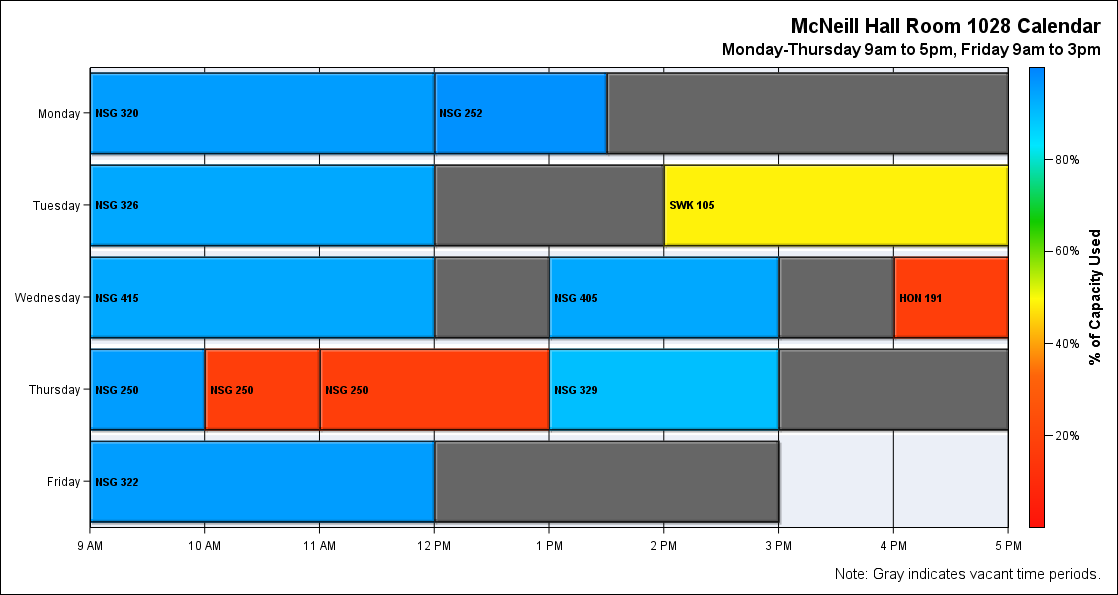 McNeill Hall Room 1028 Calendar
Monday-Thursday 9am to 5pm, Friday 9am to 3pm
Monday
NSG 320
NSG 252
Tuesday
NSG 326
SWK 105
Wednesday
NSG 415
NSG 405
HON 191
Thursday
NSG 250
NSG 250
NSG 250
NSG 329
Friday
NSG 322
9 AM
10 AM
11 AM
12 PM
1 PM
2 PM
3 PM
4 PM
5 PM
80%
60%
40%
20%
% of Capacity Used
Note: Gray indicates vacant time periods.